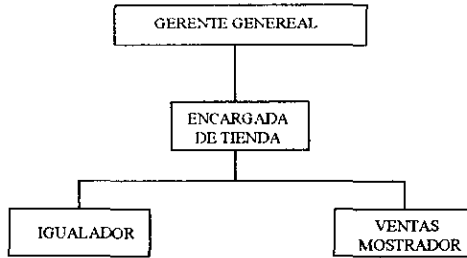 GERENTE GENEREAL
ENCARGADA
DE TIENDA
IGUALADOR
VENTAS
MOSTRADOR